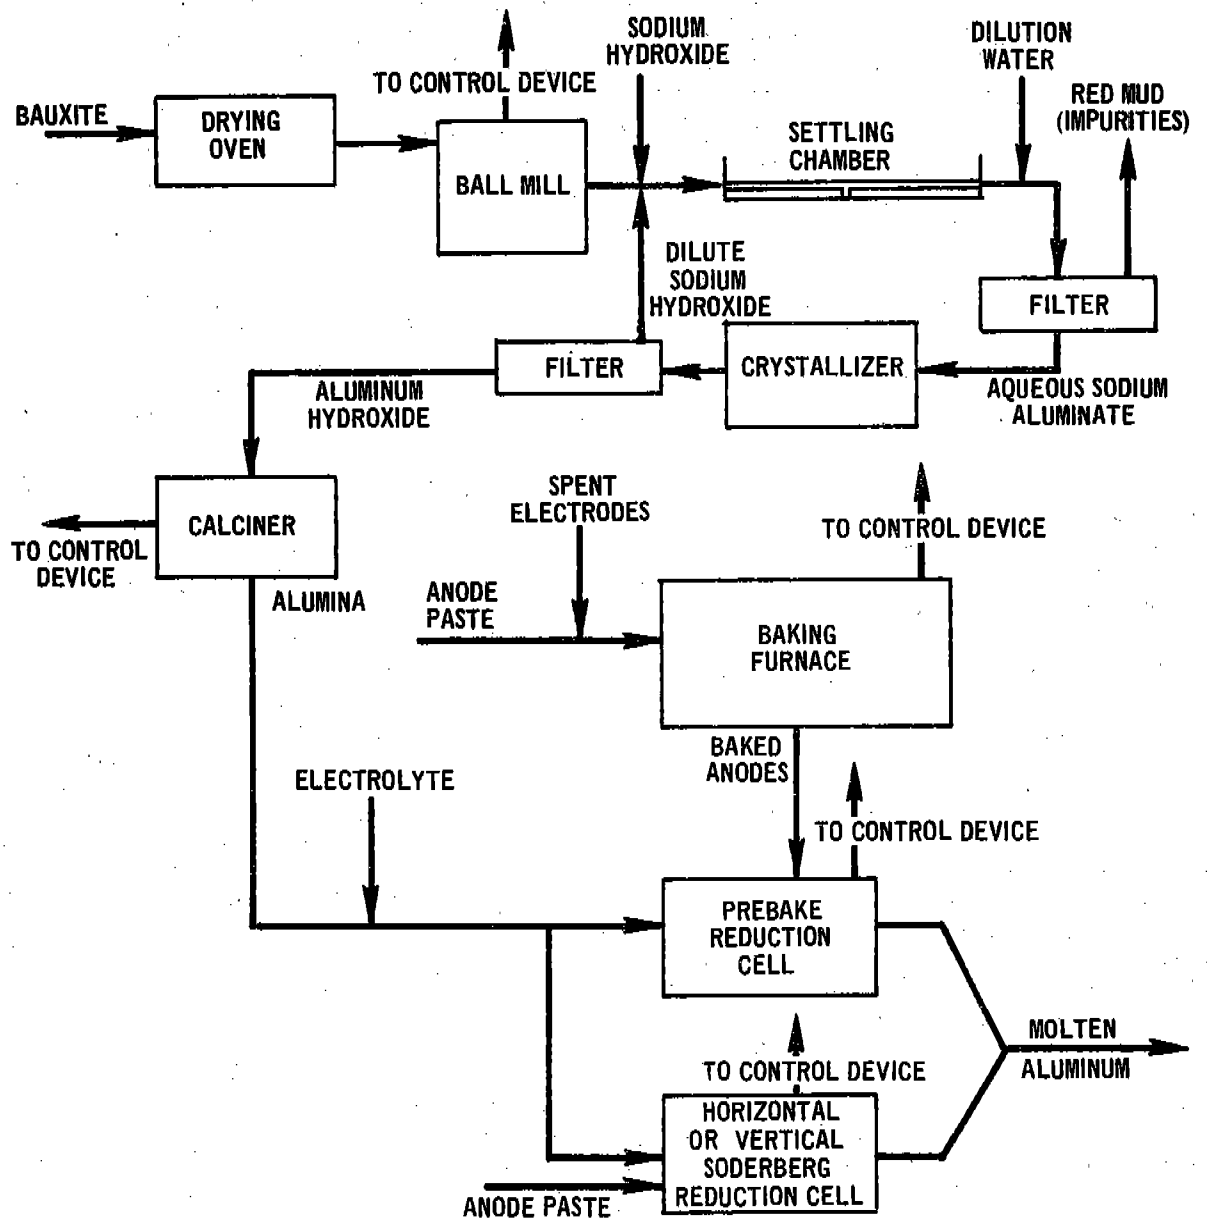 SODIUM
HYDROXIDE
DILUTION
WATER
TO CONTROL DEVICE
RED MUD
(IMPURITIES)
BAUXITE
DRYING
OVEN
SETTLING
CHAMBER
BALL MILL
DILUTE
SODIUM
HYDROXIDE
FILTER
CRYSTALLIZER
FILTER
AQUEOUS SODIUM
ALUMINATE
ALUMINUM
HYDROXIDE
SPENT
ELECTRODES
CALCINER
TO CONTROL DEVICE
TO CONTROL
DEVICE
ALUMINA
ANODE
PASTE
BAKING
FURNACE
BAKED
ANODES
ELECTROLYTE
TO CONTROL DEVICE
PREBAKE
REDUCTION
CELL
MOLTEN
ALUMINUM
TO CONTROL DEVICE
HORIZONTAL
OR VERTICAL
SODERBERG
REDUCTION CELL
ANODE PASTE